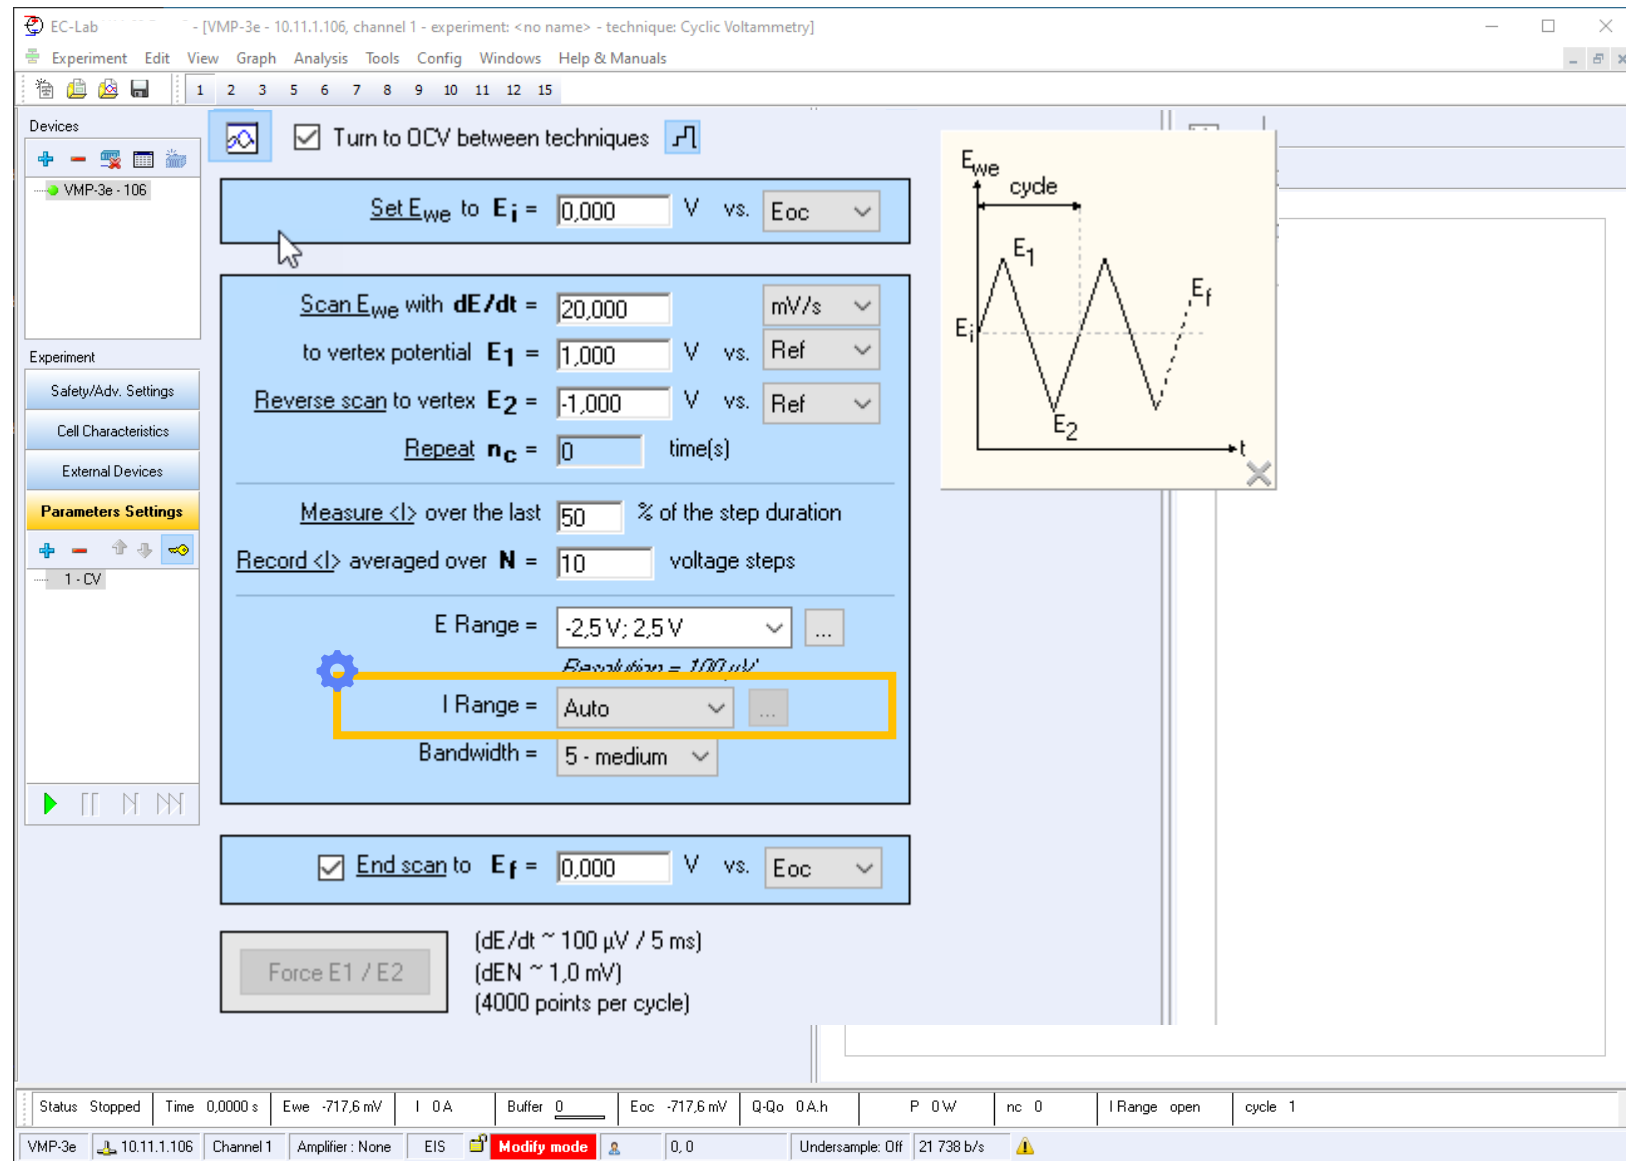 EC-Lab - [VMP-3e - 10.11.1.106, channel 1 - experiment: <no name> - technique: Cyclic Voltammetry]
Experiment Edit View Graph Analysis Tools Config Windows Help & Manuals
1 2 3 5 6 7 8 9 10 11 12 15
Devices
VMP-3e - 106
Experiment
Safety/Adv. Settings
Cell Characteristics
External Devices
Parameters Settings
1 - CV
Turn to OCV between techniques
Set Ewe to Ei = 0,000 V vs. Eoc
Scan Ewe with dE/dt = 20,000 mV/s
to vertex potential E1 = 1,000 V vs. Ref
Reverse scan to vertex E2 = -1,000 V vs. Ref
Repeat nc = 0 time(s)
Measure <I> over the last 50 % of the step duration
Record <I> averaged over N = 10 voltage steps
E Range = -2,5 V; 2,5 V ...
Resolution = 100 µV
I Range = Auto ...
Bandwidth = 5 - medium
End scan to Ef = 0,000 V vs. Eoc
Force E1 / E2
(dE/dt ~ 100 µV / 5 ms)
(dEN ~ 1,0 mV)
(4000 points per cycle)
Ewe
cycle
E1
Ef
Ei
E2
t
Status Stopped Time 0,0000 s Ewe -717,6 mV I 0 A Buffer 0 Eoc -717,6 mV Q-Qo 0 A.h P 0 W nc 0 I Range open cycle 1
VMP-3e 10.11.1.106 Channel 1 Amplifier : None EIS Modify mode 0, 0 Undersample: Off 21 738 b/s